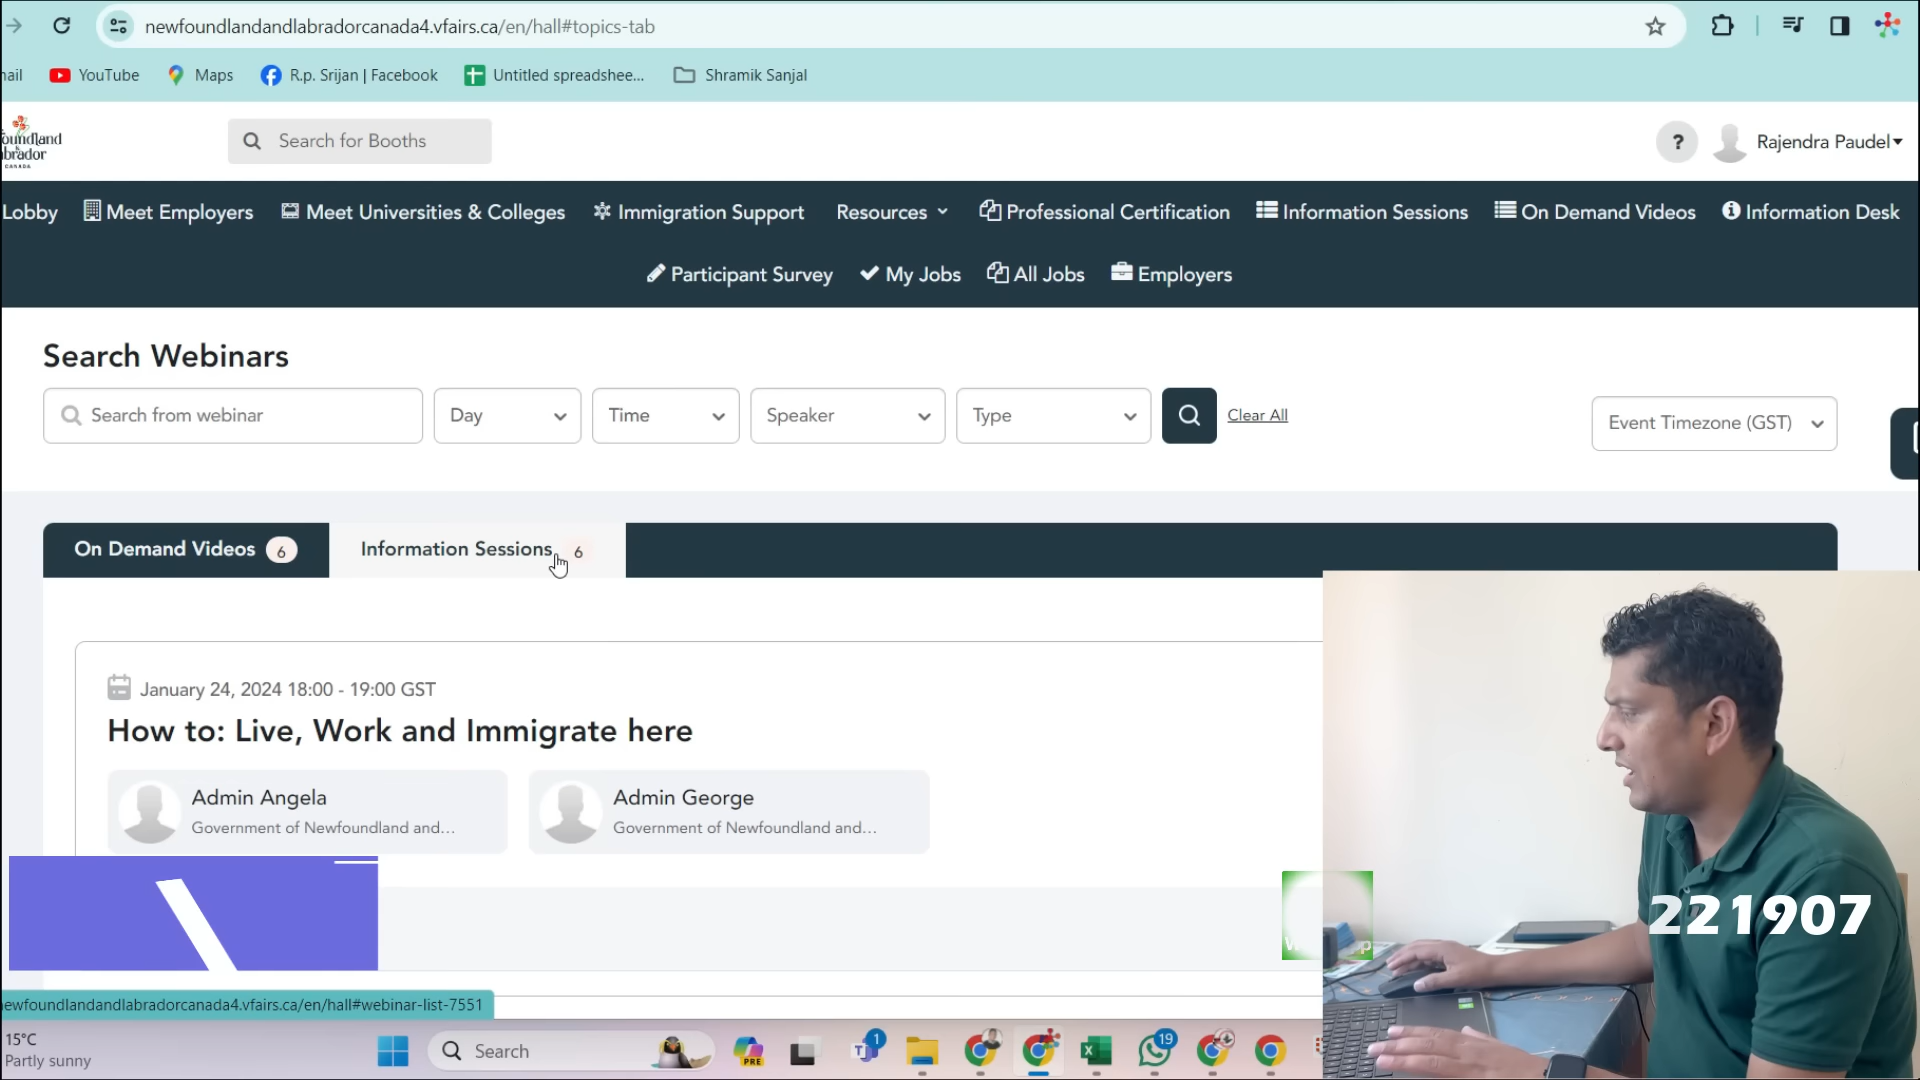 newfoundlandandlabradorcanada4.vfairs.ca/en/hall#topics-tab
YouTube Maps R.p. Srijan | Facebook Untitled spreadshee... Shramik Sanjal
Search for Booths
? Rajendra Paudel
CANADA
Lobby Meet Employers Meet Universities & Colleges Immigration Support Resources Professional Certification Information Sessions On Demand Videos Information Desk
Participant Survey My Jobs All Jobs Employers
Search Webinars
Search from webinar Day Time Speaker Type Clear All Event Timezone (GST)
On Demand Videos 6 Information Sessions 6
January 24, 2024 18:00 - 19:00 GST
How to: Live, Work and Immigrate here
Admin Angela Admin George
Government of Newfoundland and... Government of Newfoundland and...
221907
ewfoundlandandlabradorcanada4.vfairs.ca/en/hall#webinar-list-7551
15°C
Partly sunny
Search PRE 1 19